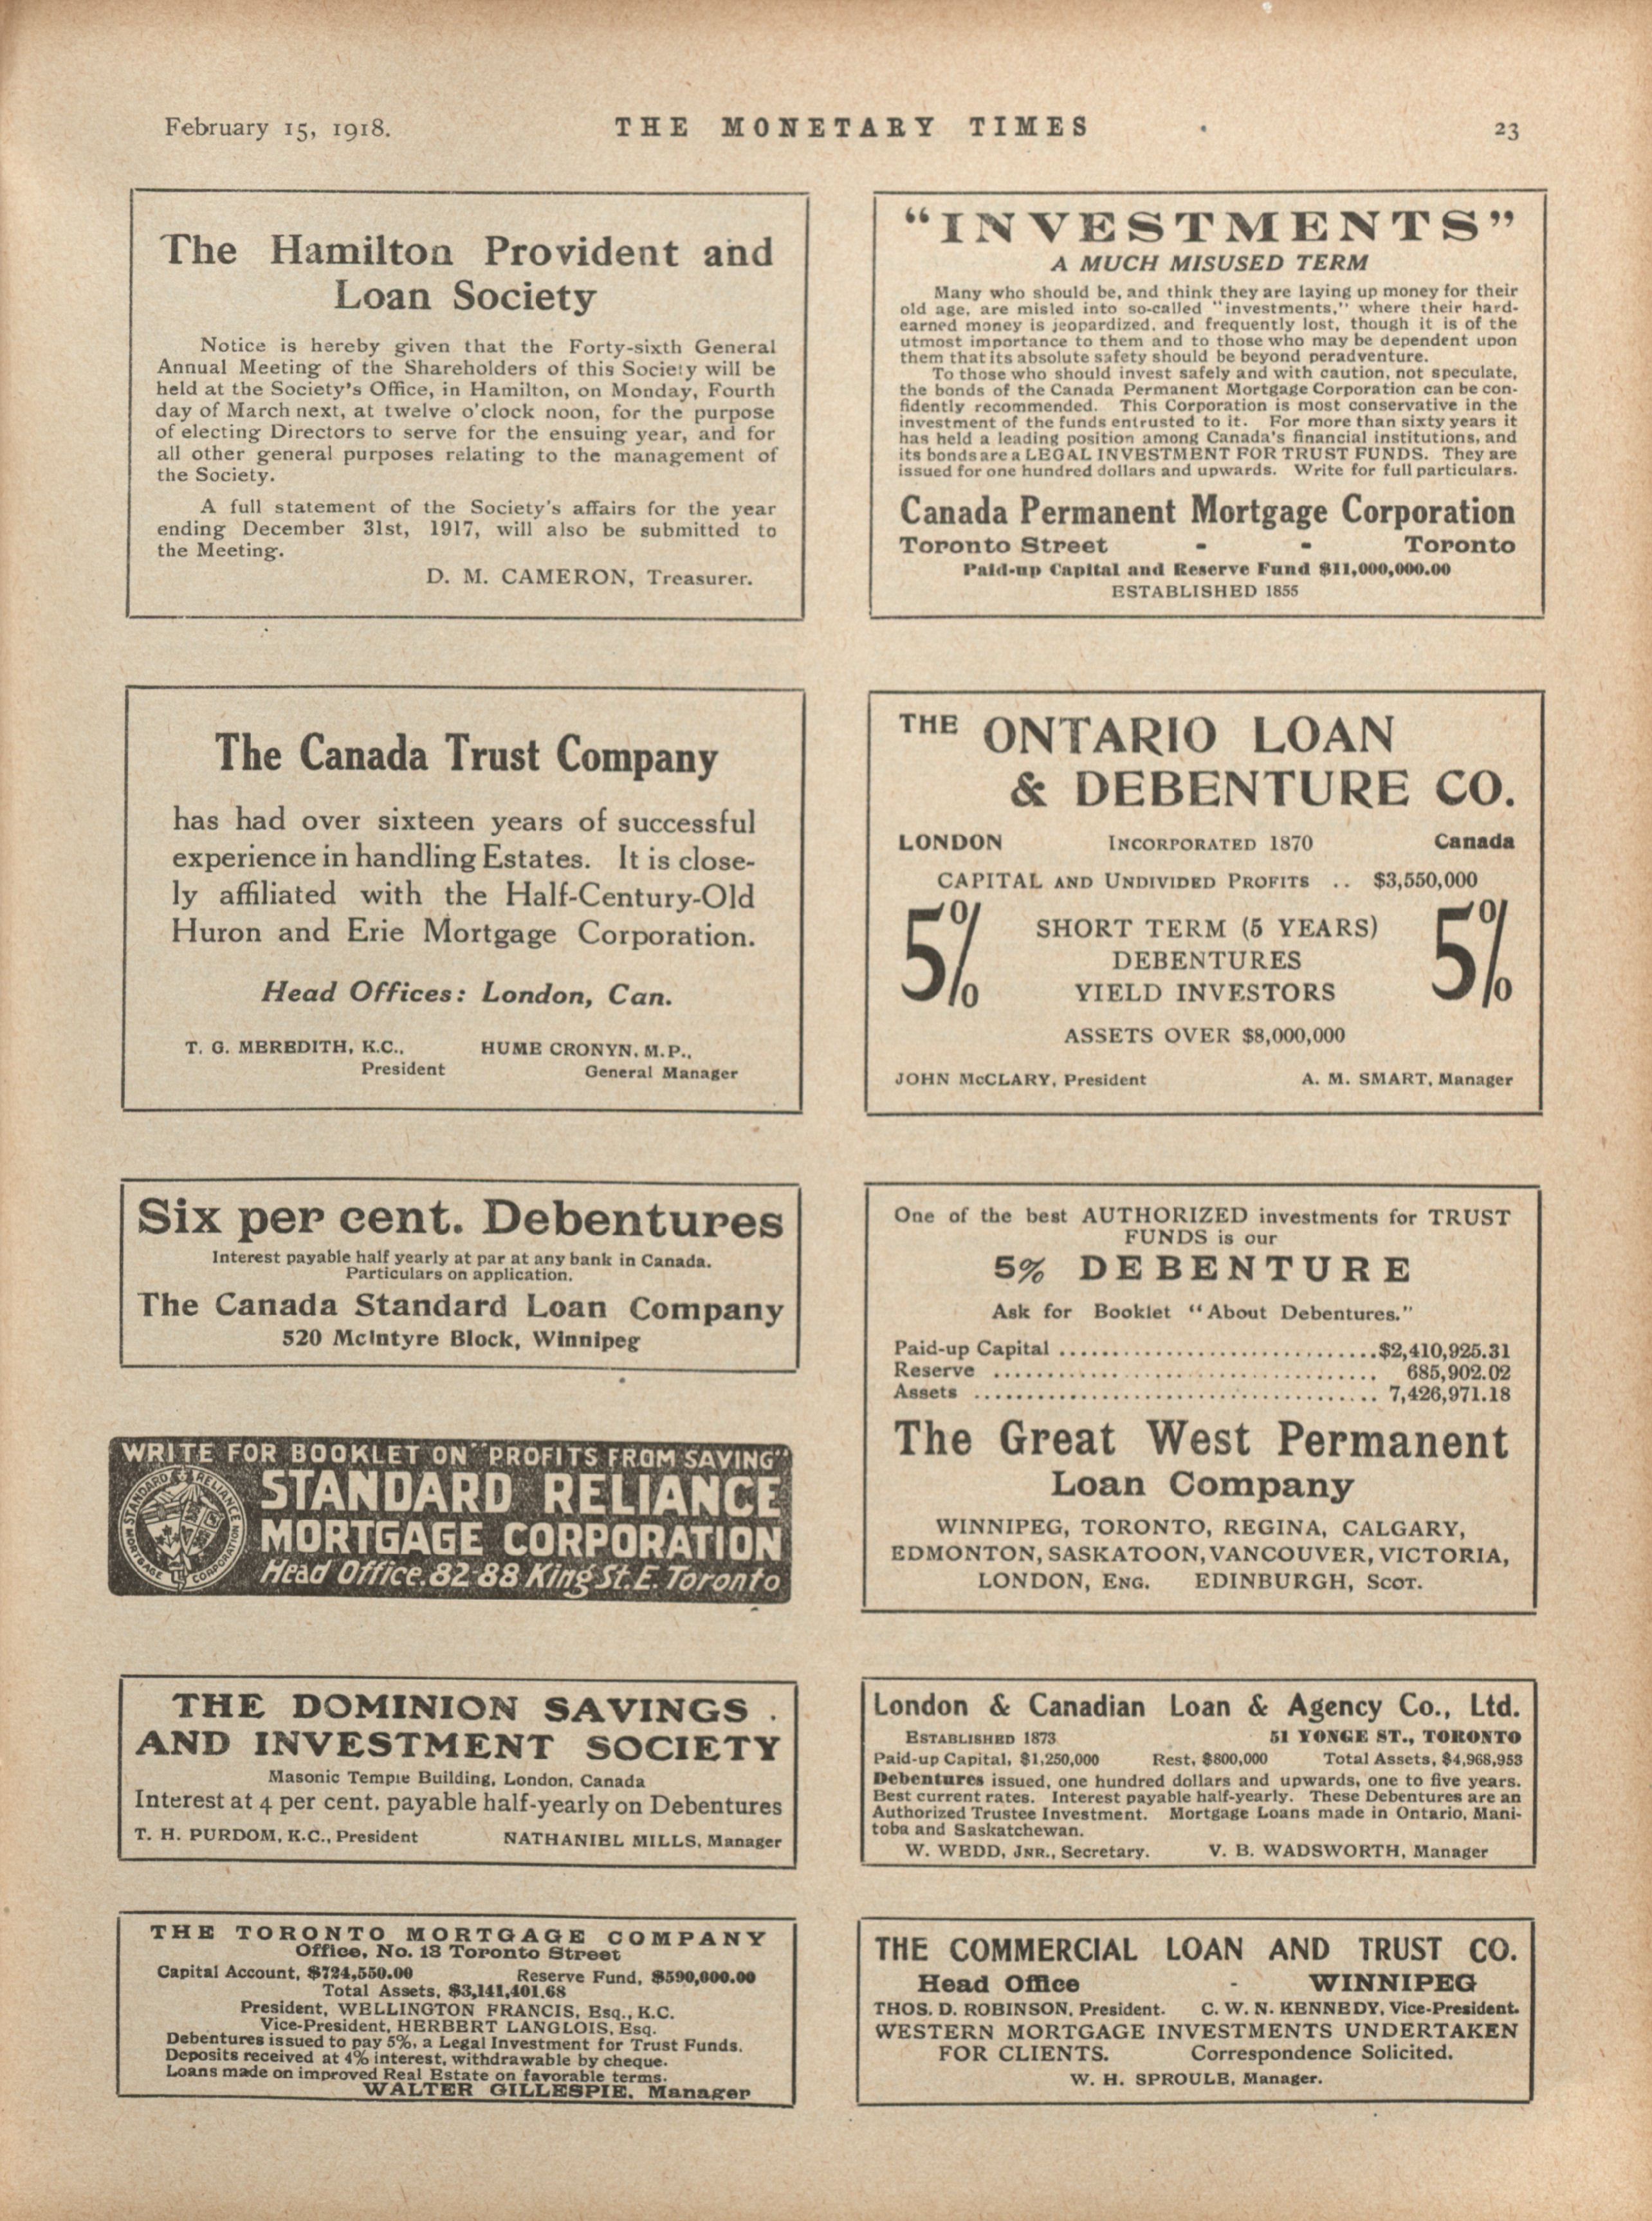 February 15, 1918.
THE MONETARY TIMES
23
The Hamilton Provident and
Loan Society
Notice is hereby given that the Forty-sixth General
Annual Meeting of the Shareholders of this Society will be
held at the Society's Office, in Hamilton, on Monday, Fourth
day of March next, at twelve o'clock noon, for the purpose
of electing Directors to serve for the ensuing year, and for
all other general purposes relating to the management of
the Society.
A full statement of the Society's affairs for the year
ending December 31st, 1917, will also be submitted to
the Meeting.
D. M. CAMERON, Treasurer.
"INVESTMENTS"
A MUCH MISUSED TERM
Many who should be, and think they are laying up money for their
old age, are misled into so-called "investments," where their hard-
earned money is jeopardized, and frequently lost, though it is of the
utmost importance to them and to those who may be dependent upon
them that its absolute safety should be beyond peradventure.
To those who should invest safely and with caution, not speculate,
the bonds of the Canada Permanent Mortgage Corporation can be con-
fidently recommended. This Corporation is most conservative in the
investment of the funds entrusted to it. For more than sixty years it
has held a leading position among Canada's financial institutions, and
its bonds are a LEGAL INVESTMENT FOR TRUST FUNDS. They are
issued for one hundred dollars and upwards. Write for full particulars.
Canada Permanent Mortgage Corporation
Toronto Street - - Toronto
Paid-up Capital and Reserve Fund $11,000,000.00
ESTABLISHED 1855
The Canada Trust Company
has had over sixteen years of successful
experience in handling Estates. It is close-
ly affiliated with the Half-Century-Old
Huron and Erie Mortgage Corporation.
Head Offices: London, Can.
T. G. MEREDITH, K.C., HUME CRONYN, M.P.,
President General Manager
THE ONTARIO LOAN
& DEBENTURE CO.
LONDON INCORPORATED 1870 Canada
CAPITAL AND UNDIVIDED PROFITS .. $3,550,000
5% SHORT TERM (5 YEARS) 5%
DEBENTURES
YIELD INVESTORS
ASSETS OVER $8,000,000
JOHN McCLARY, President A. M. SMART, Manager
Six per cent. Debentures
Interest payable half yearly at par at any bank in Canada.
Particulars on application.
The Canada Standard Loan Company
520 McIntyre Block, Winnipeg
One of the best AUTHORIZED investments for TRUST
FUNDS is our
5% DEBENTURE
Ask for Booklet "About Debentures."
Paid-up Capital ..............................$2,410,925.31
Reserve .................................... 685,902.02
Assets ...................................... 7,426,971.18
The Great West Permanent
Loan Company
WINNIPEG, TORONTO, REGINA, CALGARY,
EDMONTON, SASKATOON, VANCOUVER, VICTORIA,
LONDON, ENG. EDINBURGH, SCOT.
WRITE FOR BOOKLET ON "PROFITS FROM SAVING"
STANDARD RELIANCE
MORTGAGE CORPORATION
Head Office. 82-88 King St. E. Toronto
STANDARD RELIANCE MORTGAGE CORPORATION
THE DOMINION SAVINGS
AND INVESTMENT SOCIETY
Masonic Temple Building, London, Canada
Interest at 4 per cent. payable half-yearly on Debentures
T. H. PURDOM, K.C., President NATHANIEL MILLS, Manager
London & Canadian Loan & Agency Co., Ltd.
ESTABLISHED 1873 51 YONGE ST., TORONTO
Paid-up Capital, $1,250,000 Rest, $800,000 Total Assets, $4,968,953
Debentures issued, one hundred dollars and upwards, one to five years.
Best current rates. Interest payable half-yearly. These Debentures are an
Authorized Trustee Investment. Mortgage Loans made in Ontario, Mani-
toba and Saskatchewan.
W. WEDD, JNR., Secretary. V. B. WADSWORTH, Manager
THE TORONTO MORTGAGE COMPANY
Office, No. 13 Toronto Street
Capital Account, $724,550.00 Reserve Fund, $590,000.00
Total Assets, $3,141,401.68
President, WELLINGTON FRANCIS, Esq., K.C.
Vice-President, HERBERT LANGLOIS, Esq.
Debentures issued to pay 5%, a Legal Investment for Trust Funds.
Deposits received at 4% interest, withdrawable by cheque.
Loans made on improved Real Estate on favorable terms.
WALTER GILLESPIE, Manager
THE COMMERCIAL LOAN AND TRUST CO.
Head Office - WINNIPEG
THOS. D. ROBINSON, President. C. W. N. KENNEDY, Vice-President.
WESTERN MORTGAGE INVESTMENTS UNDERTAKEN
FOR CLIENTS. Correspondence Solicited.
W. H. SPROULE, Manager.